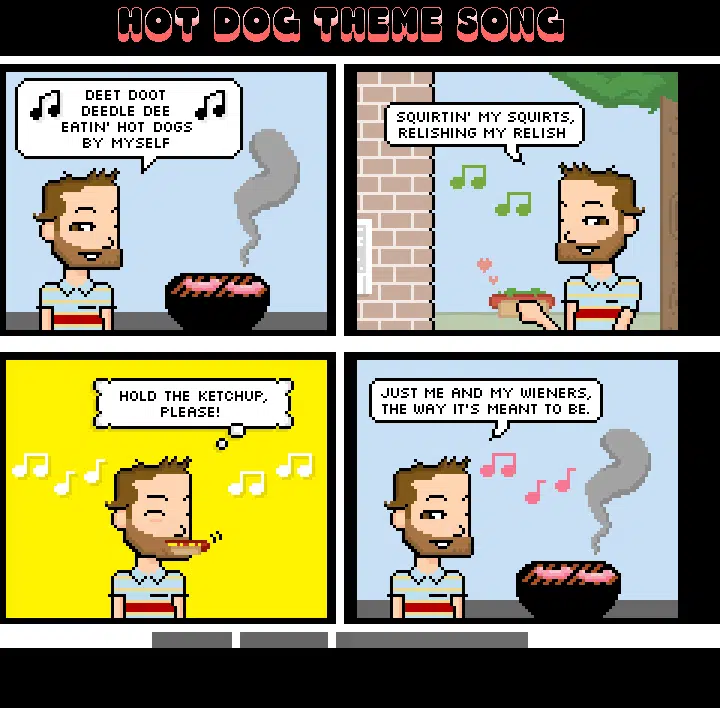 HOT DOG THEME SONG
DEET DOOT
DEEDLE DEE
EATIN' HOT DOGS
BY MYSELF
SQUIRTIN' MY SQUIRTS,
RELISHING MY RELISH
HOLD THE KETCHUP,
PLEASE!
JUST ME AND MY WIENERS,
THE WAY IT'S MEANT TO BE.